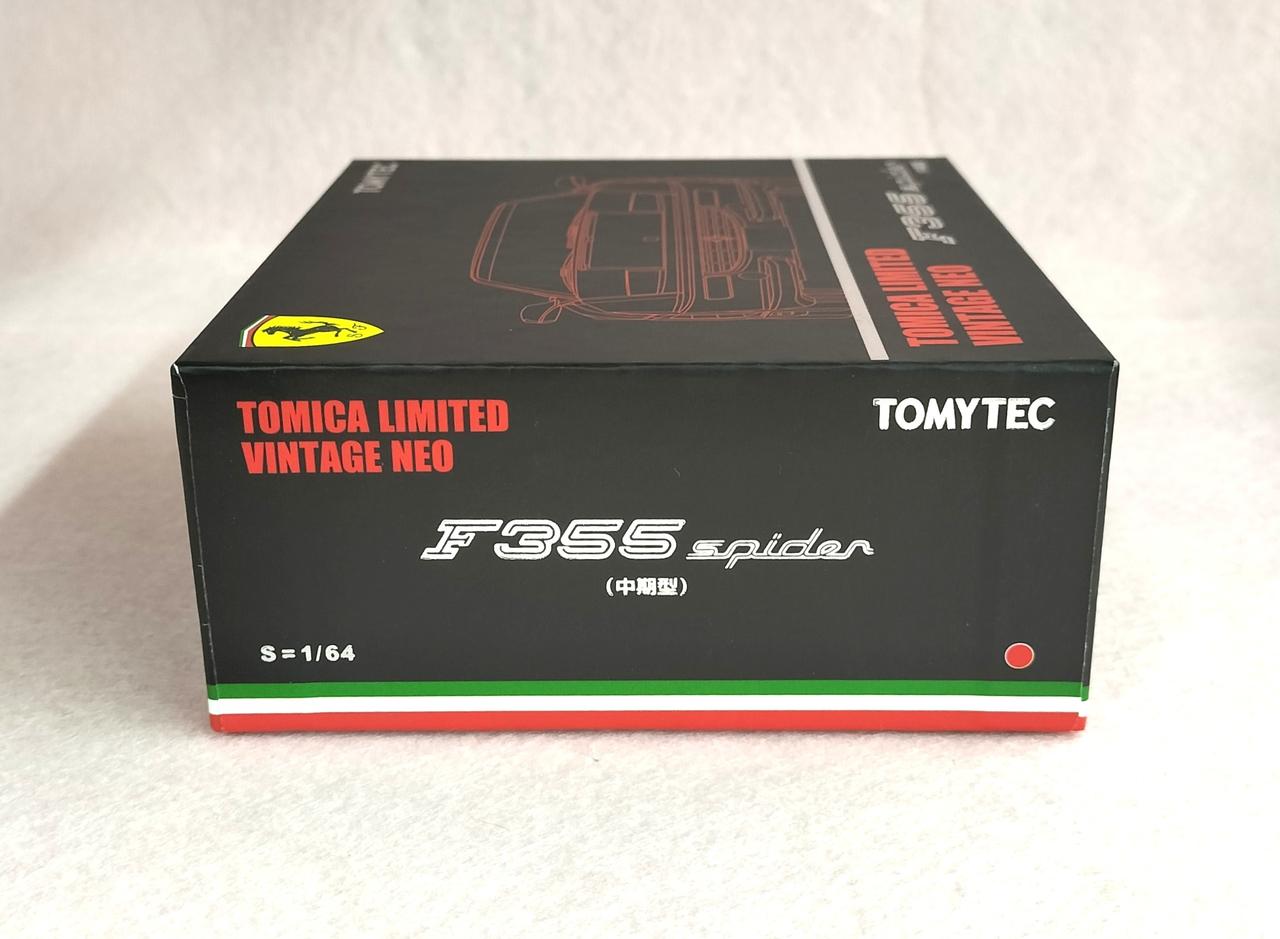 TOMYTEC
F355 spider
TOMICA LIMITED
VINTAGE NEO
S F
TOMICA LIMITED
VINTAGE NEO
TOMYTEC
F355 spider
(中期型)
S=1/64